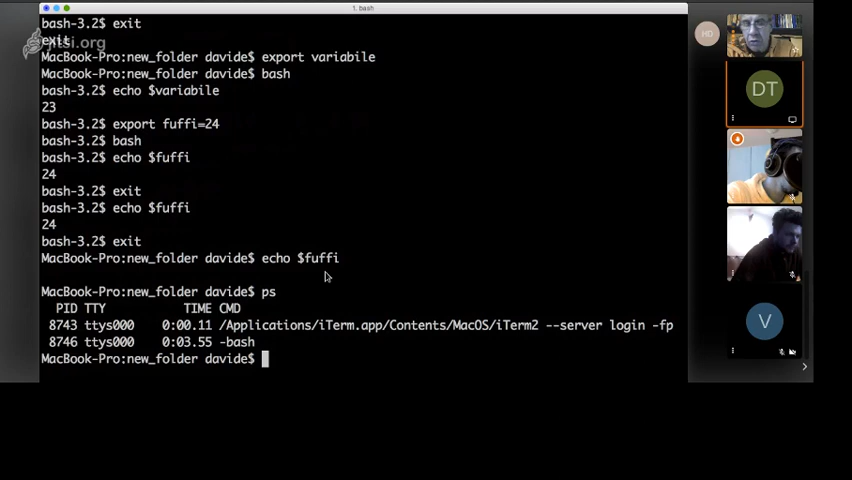 1. bash
bash-3.2$ exit
exit
MacBook-Pro:new_folder davide$ export variabile
MacBook-Pro:new_folder davide$ bash
bash-3.2$ echo $variabile
23
bash-3.2$ export fuffi=24
bash-3.2$ bash
bash-3.2$ echo $fuffi
24
bash-3.2$ exit
bash-3.2$ echo $fuffi
24
bash-3.2$ exit
MacBook-Pro:new_folder davide$ echo $fuffi
MacBook-Pro:new_folder davide$ ps
PID TTY TIME CMD
8743 ttys000 0:00.11 /Applications/iTerm.app/Contents/MacOS/iTerm2 --server login -fp
8746 ttys000 0:03.55 -bash
MacBook-Pro:new_folder davide$
HD
DT
V